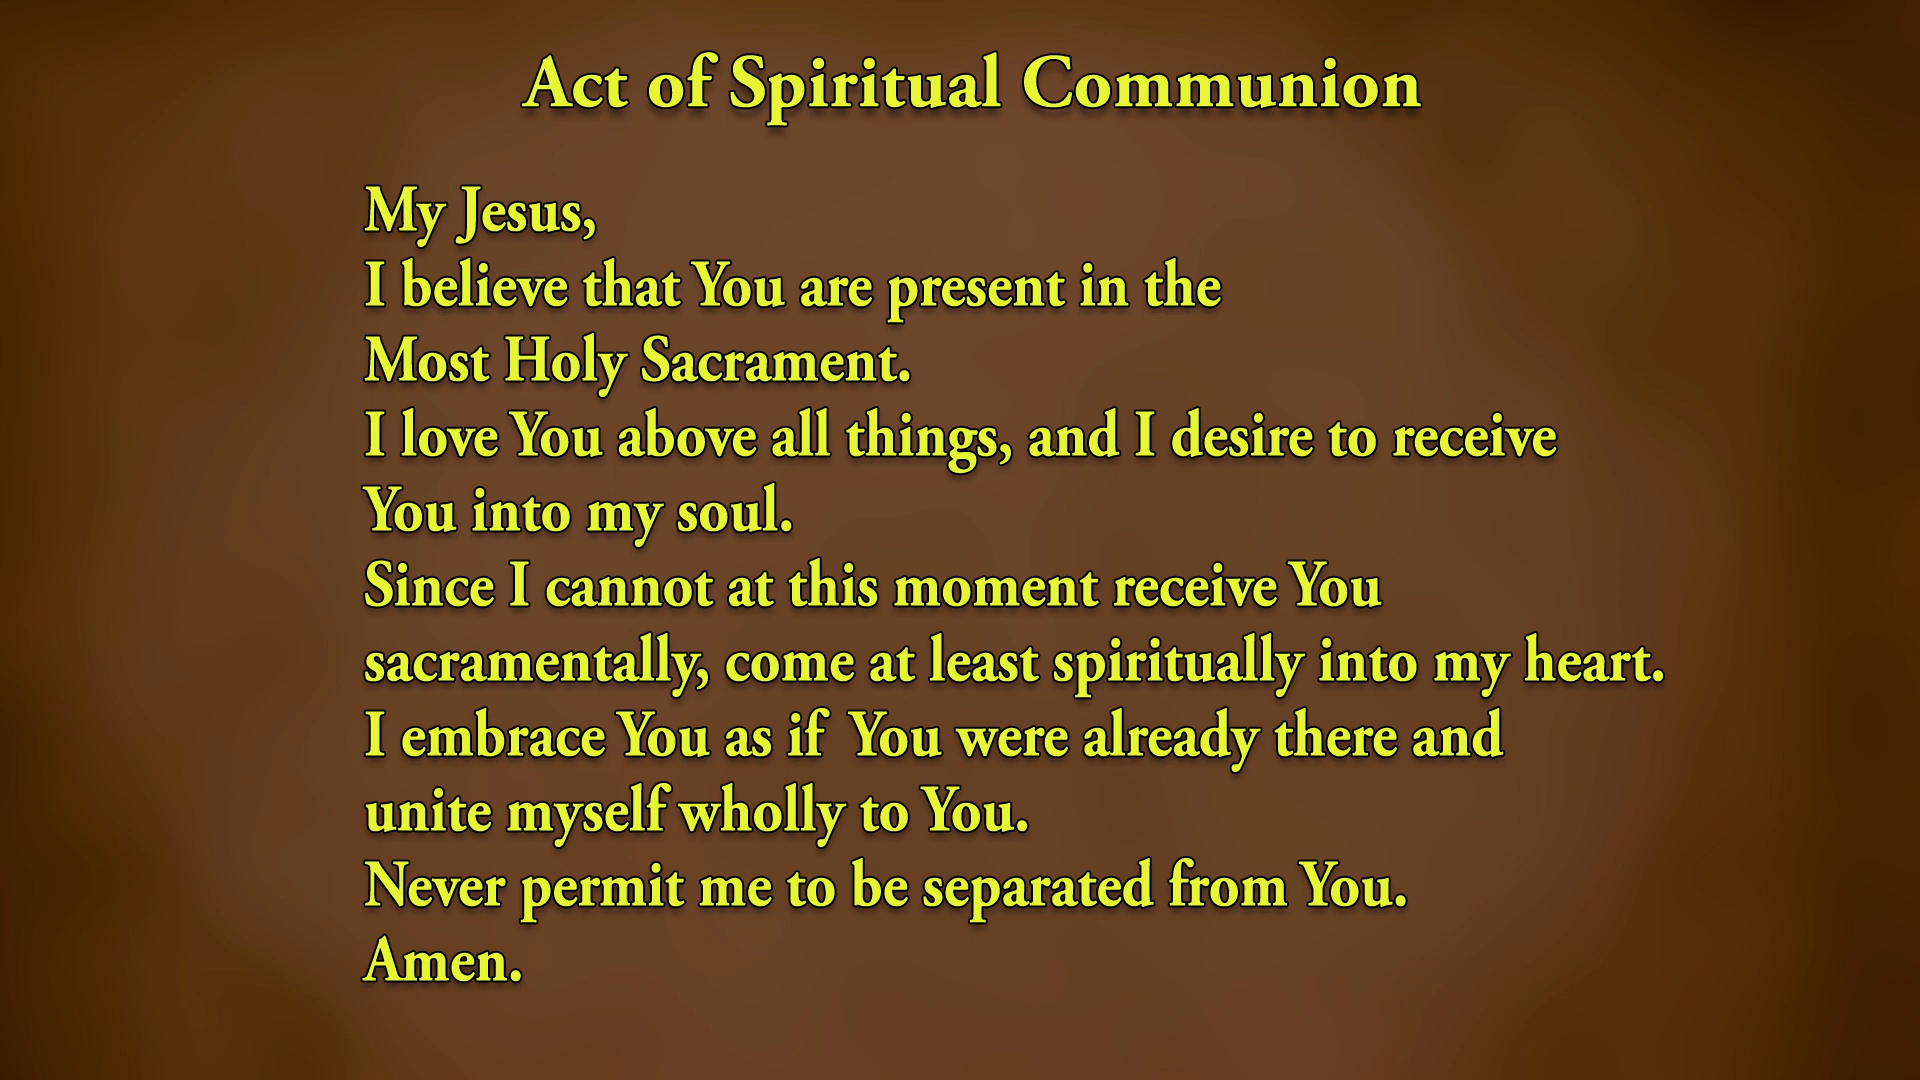 Act of Spiritual Communion
My Jesus,
I believe that You are present in the
Most Holy Sacrament.
I love You above all things, and I desire to receive
You into my soul.
Since I cannot at this moment receive You
sacramentally, come at least spiritually into my heart.
I embrace You as if You were already there and
unite myself wholly to You.
Never permit me to be separated from You.
Amen.